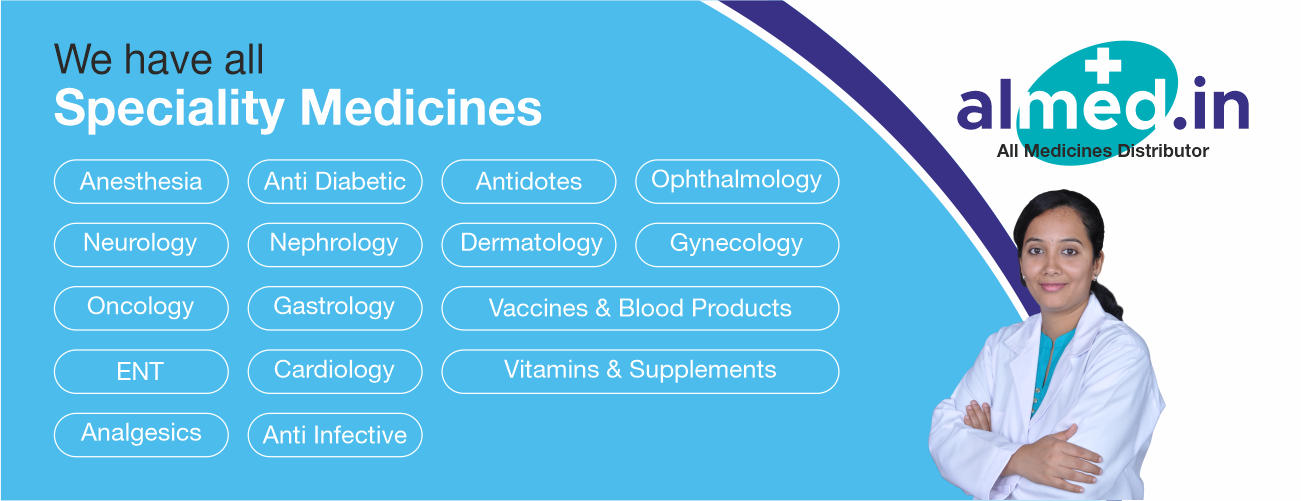 We have all
Speciality Medicines
Anesthesia
Anti Diabetic
Antidotes
Ophthalmology
Neurology
Nephrology
Dermatology
Gynecology
Oncology
Gastrology
Vaccines & Blood Products
ENT
Cardiology
Vitamins & Supplements
Analgesics
Anti Infective
almed.in
All Medicines Distributor